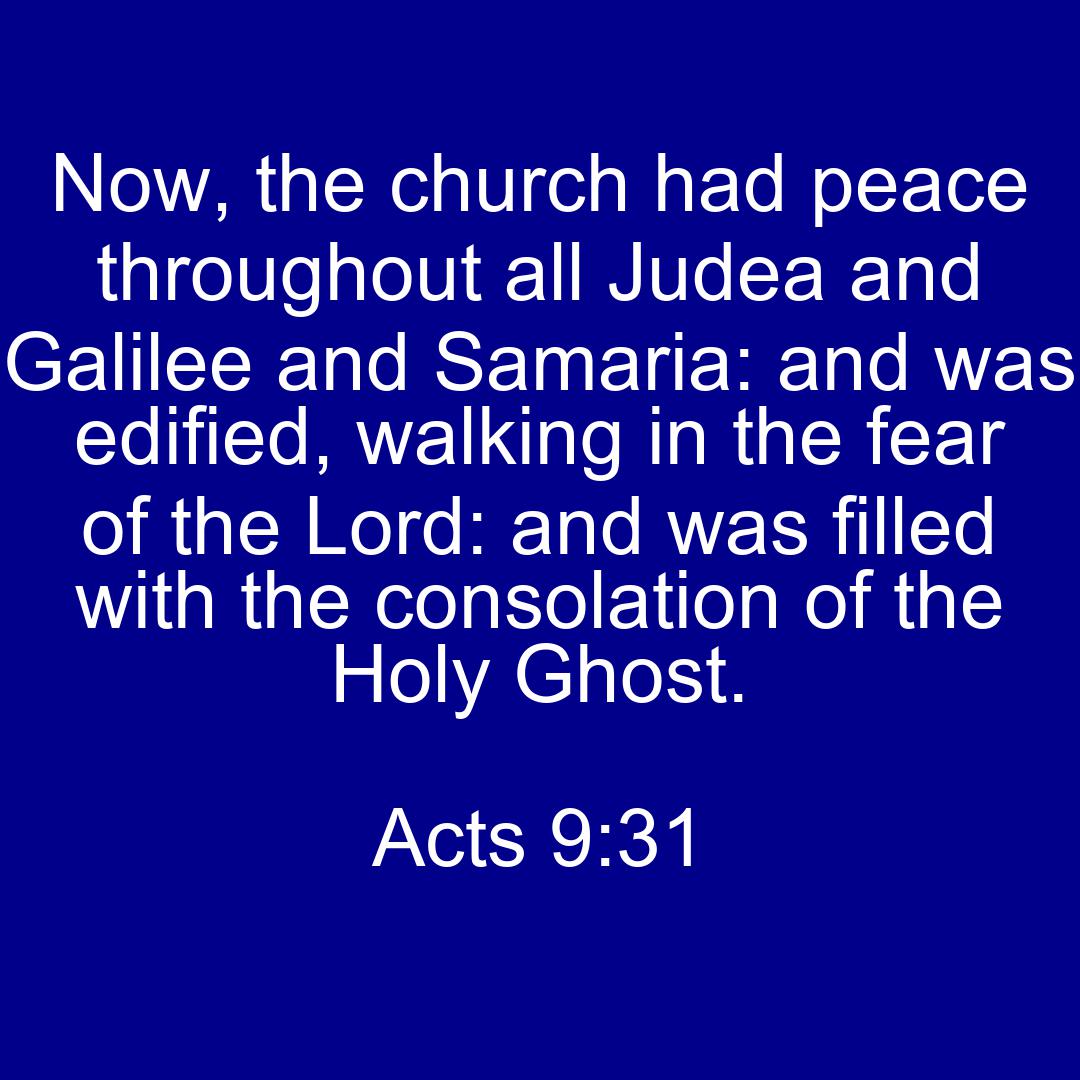 Now, the church had peace
throughout all Judea and
Galilee and Samaria: and was
edified, walking in the fear
of the Lord: and was filled
with the consolation of the
Holy Ghost.
Acts 9:31